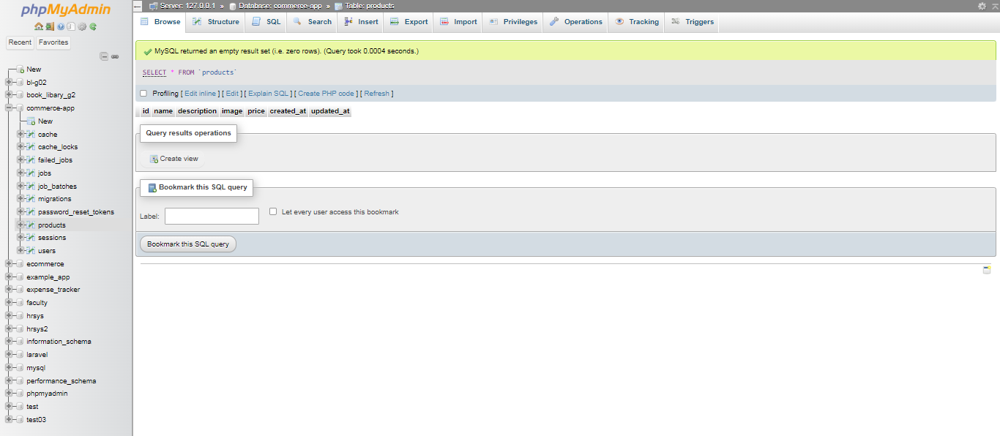 phpMyAdmin
Recent
Favorites
New
bl-g02
book_libary_g2
commerce-app
New
cache
cache_locks
failed_jobs
jobs
job_batches
migrations
password_reset_tokens
products
sessions
users
ecommerce
example_app
expense_tracker
faculty
hrsys
hrsys2
information_schema
laravel
mysql
performance_schema
phpmyadmin
test
test03
Server: 127.0.0.1 » Database: commerce-app » Table: products
Browse Structure SQL Search Insert Export Import Privileges Operations Tracking Triggers
MySQL returned an empty result set (i.e. zero rows). (Query took 0.0004 seconds.)
SELECT * FROM `products`
Profiling [ Edit inline ] [ Edit ] [ Explain SQL ] [ Create PHP code ] [ Refresh ]
id name description image price created_at updated_at
Query results operations
Create view
Bookmark this SQL query
Label:
Let every user access this bookmark
Bookmark this SQL query